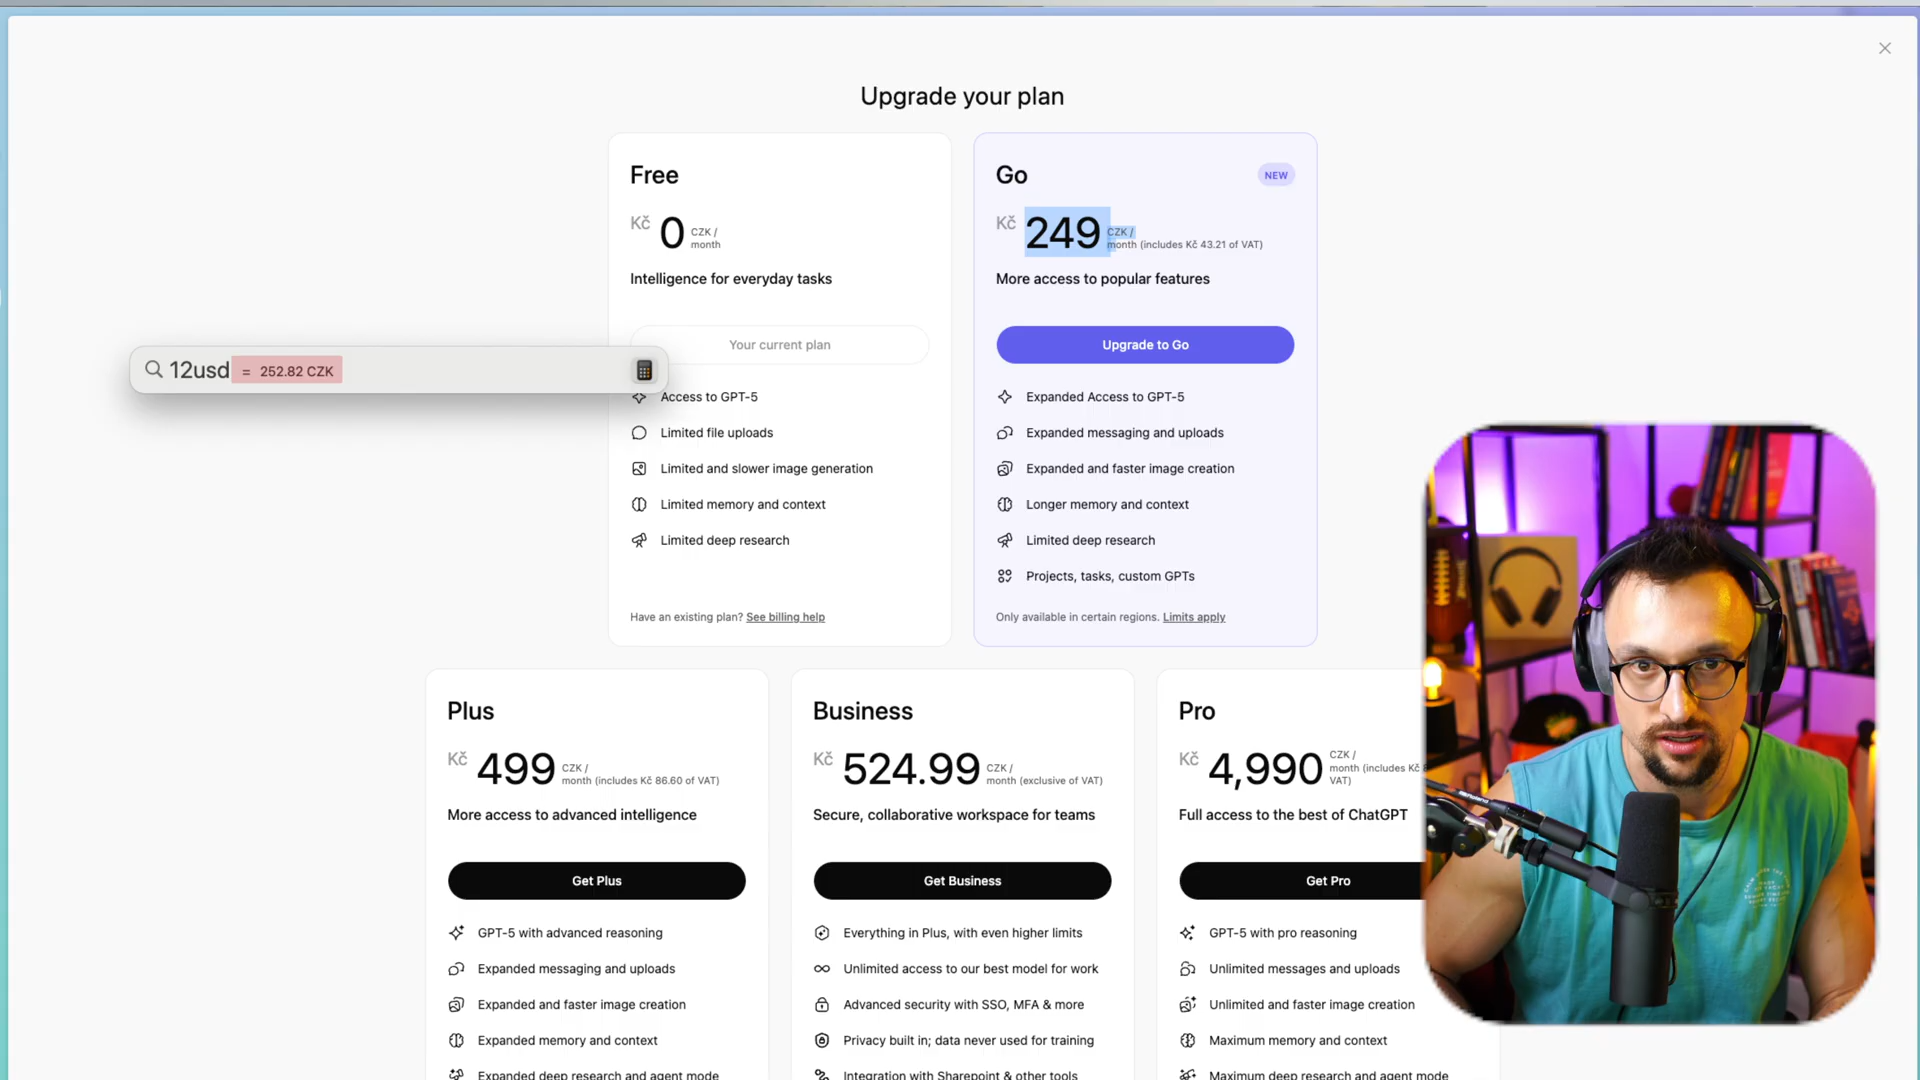 Upgrade your plan
Free
Kč 0 CZK /
month
Intelligence for everyday tasks
Your current plan
Access to GPT-5
Limited file uploads
Limited and slower image generation
Limited memory and context
Limited deep research
Have an existing plan? See billing help
Go
NEW
Kč 249 CZK /
month (includes Kč 43.21 of VAT)
More access to popular features
Upgrade to Go
Expanded Access to GPT-5
Expanded messaging and uploads
Expanded and faster image creation
Longer memory and context
Limited deep research
Projects, tasks, custom GPTs
Only available in certain regions. Limits apply
12usd = 252.82 CZK
Plus
Kč 499 CZK /
month (includes Kč 86.60 of VAT)
More access to advanced intelligence
Get Plus
GPT-5 with advanced reasoning
Expanded messaging and uploads
Expanded and faster image creation
Expanded memory and context
Expanded deep research and agent mode
Business
Kč 524.99 CZK /
month (exclusive of VAT)
Secure, collaborative workspace for teams
Get Business
Everything in Plus, with even higher limits
Unlimited access to our best model for work
Advanced security with SSO, MFA & more
Privacy built in; data never used for training
Integration with Sharepoint & other tools
Pro
Kč 4,990 CZK /
month (includes Kč
VAT)
Full access to the best of ChatGPT
Get Pro
GPT-5 with pro reasoning
Unlimited messages and uploads
Unlimited and faster image creation
Maximum memory and context
Maximum deep research and agent mode